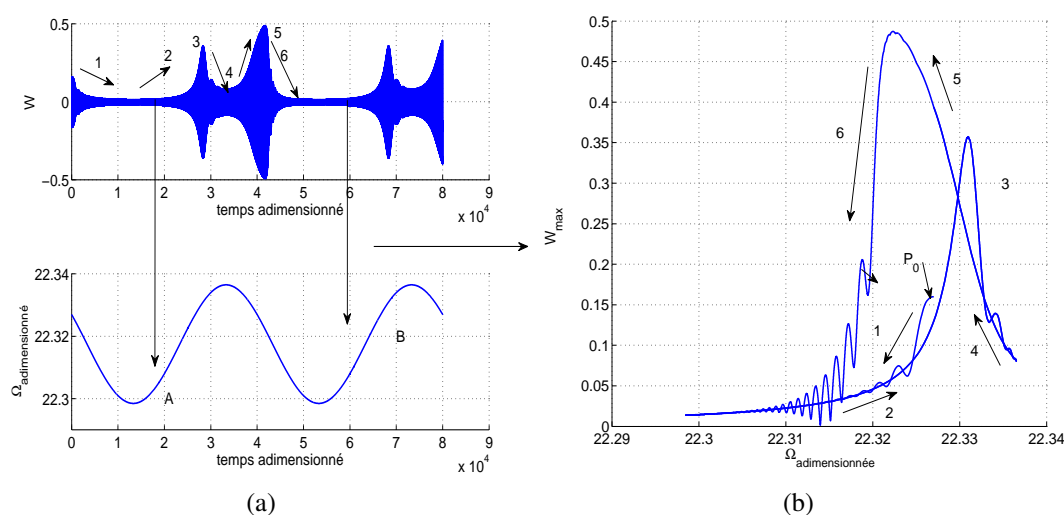 0.5
0
−0.5
W
1
2
3
4
5
6
0 1 2 3 4 5 6 7 8 9
temps adimensionné
x 10^4
22.34
22.32
22.3
Ω_adimensionné
A
B
0 1 2 3 4 5 6 7 8 9
temps adimensionné
x 10^4
(a)
0.5
0.45
0.4
0.35
0.3
0.25
0.2
0.15
0.1
0.05
0
W_max
5
6
3
P_0
1
4
2
22.29 22.3 22.31 22.32 22.33 22.34
Ω_adimensionnée
(b)